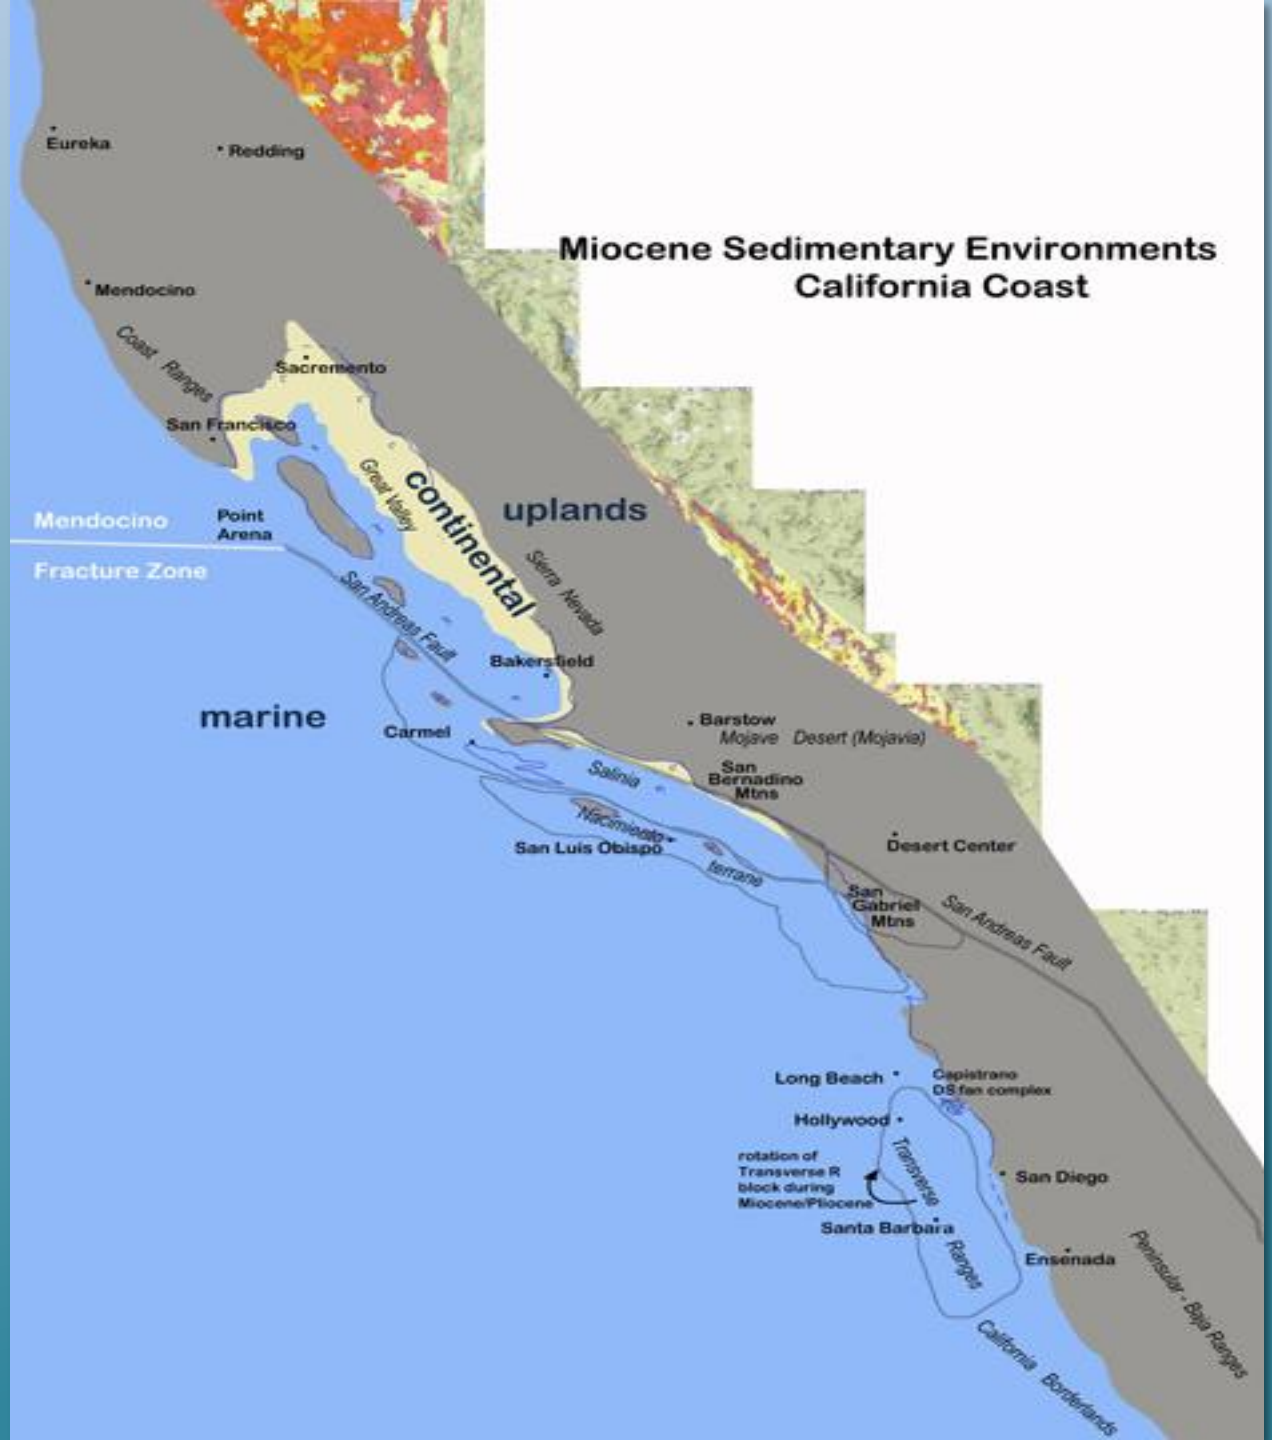 Eureka
Redding
Miocene Sedimentary Environments
California Coast
Mendocino
Coast Ranges
Sacremento
San Francisco
Great Valley
continental
uplands
Sierra Nevada
Mendocino
Fracture Zone
Point
Arena
San Andreas Fault
Bakersfield
marine
Carmel
Barstow
Mojave Desert (Mojavia)
San
Bernadino
Mtns
Salinia
Nacimiento
San Luis Obispo
terrane
Desert Center
San
Gabriel
Mtns
San Andreas Fault
Long Beach
Capistrano
DS fan complex
Hollywood
Transverse
Ranges
rotation of
Transverse R
block during
Miocene/Pliocene
San Diego
Santa Barbara
Ensenada
Peninsular - Baja Ranges
California Borderlands